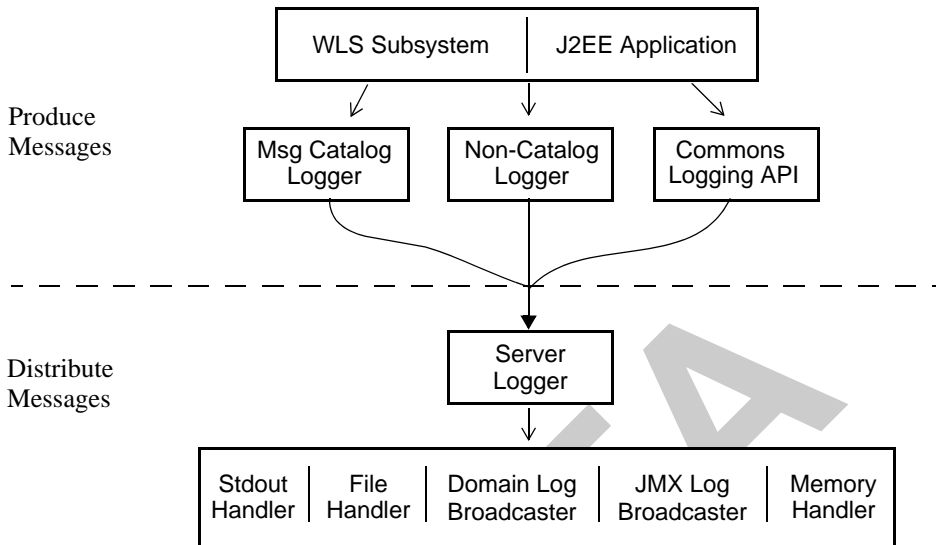 WLS Subsystem
J2EE Application
Produce
Messages
Msg Catalog
Logger
Non-Catalog
Logger
Commons
Logging API
Distribute
Messages
Server
Logger
Stdout
Handler
File
Handler
Domain Log
Broadcaster
JMX Log
Broadcaster
Memory
Handler